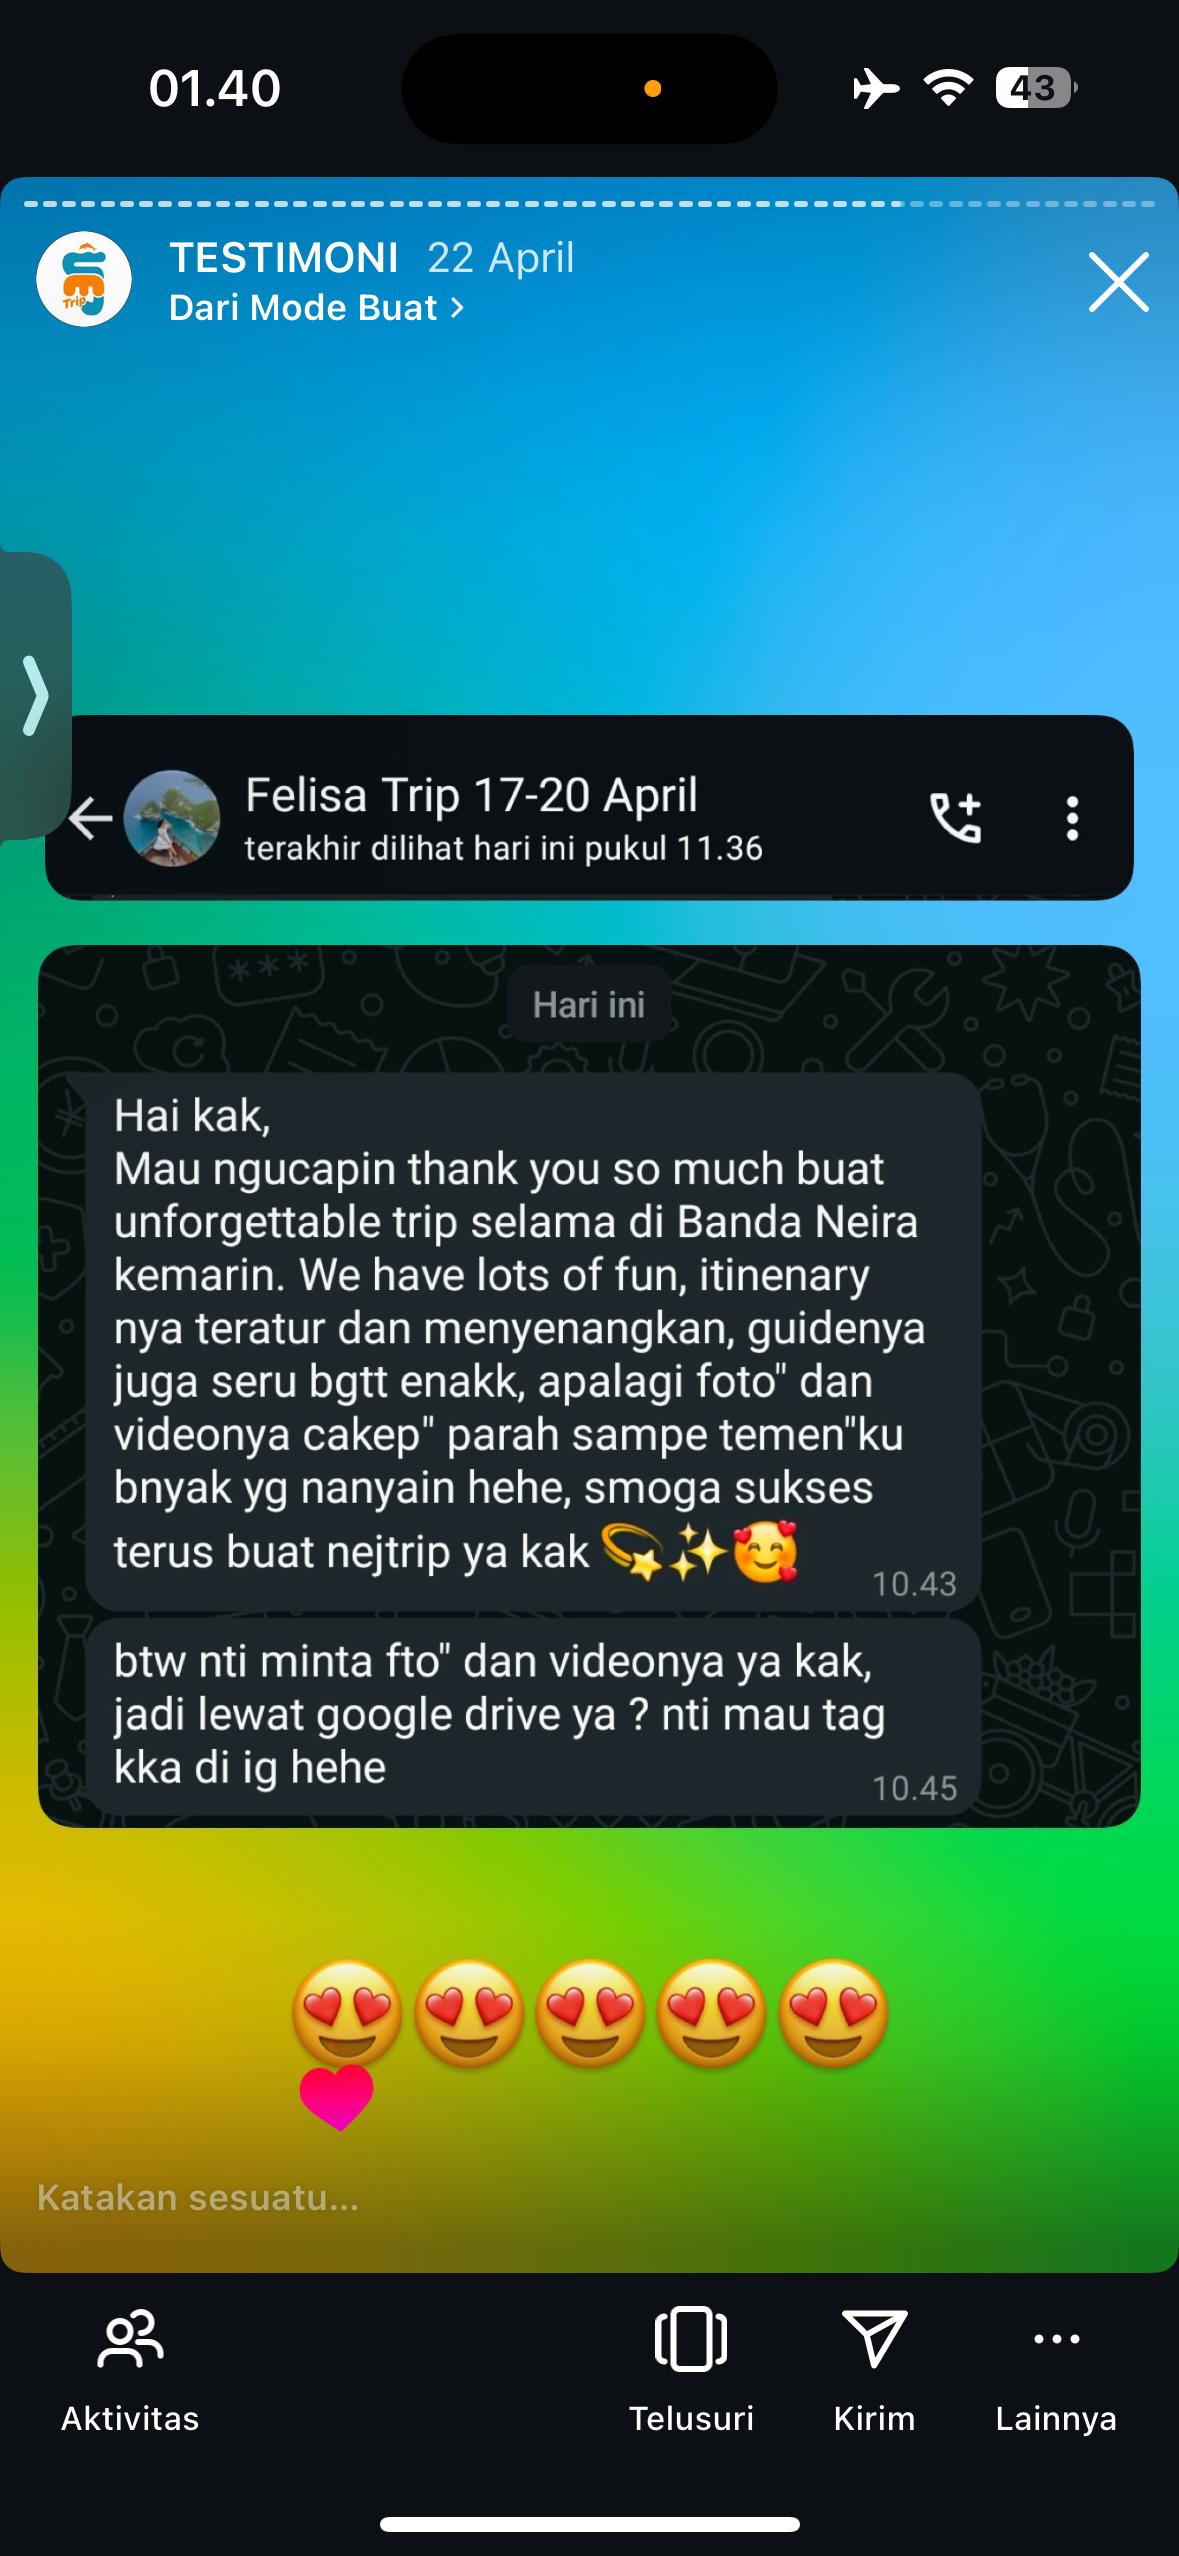 01.40
43
TESTIMONI 22 April
Trip
Dari Mode Buat >
Felisa Trip 17-20 April
terakhir dilihat hari ini pukul 11.36
Hari ini
Hai kak,
Mau ngucapin thank you so much buat
unforgettable trip selama di Banda Neira
kemarin. We have lots of fun, itinenary
nya teratur dan menyenangkan, guidenya
juga seru bgtt enakk, apalagi foto" dan
videonya cakep" parah sampe temen"ku
bnyak yg nanyain hehe, smoga sukses
terus buat nejtrip ya kak 💫✨🥰
10.43
btw nti minta fto" dan videonya ya kak,
jadi lewat google drive ya ? nti mau tag
kka di ig hehe
10.45
😍😍😍😍😍
Katakan sesuatu...
Aktivitas
Telusuri
Kirim
Lainnya